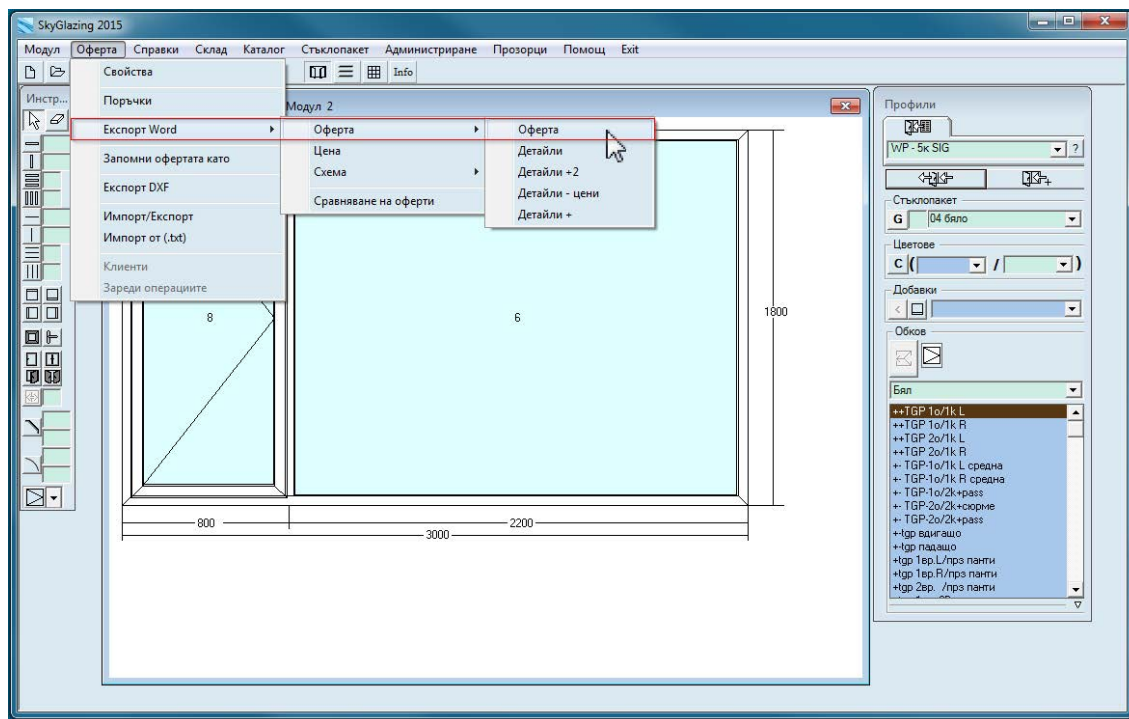 SkyGlazing 2015
Модул Оферта Справки Склад Каталог Стъклопакет Администриране Прозорци Помощ Exit
Info
Свойства
Поръчки
Експорт Word
Запомни офертата като
Експорт DXF
Импорт/Експорт
Импорт от (.txt)
Клиенти
Зареди операциите
Оферта
Цена
Схема
Сравняване на оферти
Оферта
Детайли
Детайли +2
Детайли - цени
Детайли +
Инстр...
Модул 2
8
6
1800
800
2200
3000
Профили
WP - 5к SIG
?
Стъклопакет
G 04 бяло
Цветове
C ( / )
Добавки
<
Обков
Бял
++TGP 1o/1k L
++TGP 1o/1k R
++TGP 2o/1k L
++TGP 2o/1k R
+- TGP-1o/1k L средна
+- TGP-1o/1k R средна
+- TGP-1o/2k+pass
+- TGP-2o/2k+сюрме
+- TGP-2o/2k+pass
+-tgp вдигащо
+-tgp падащо
+tgp 1вр.L/прз панти
+tgp 1вр.R/прз панти
+tgp 2вр. /прз панти